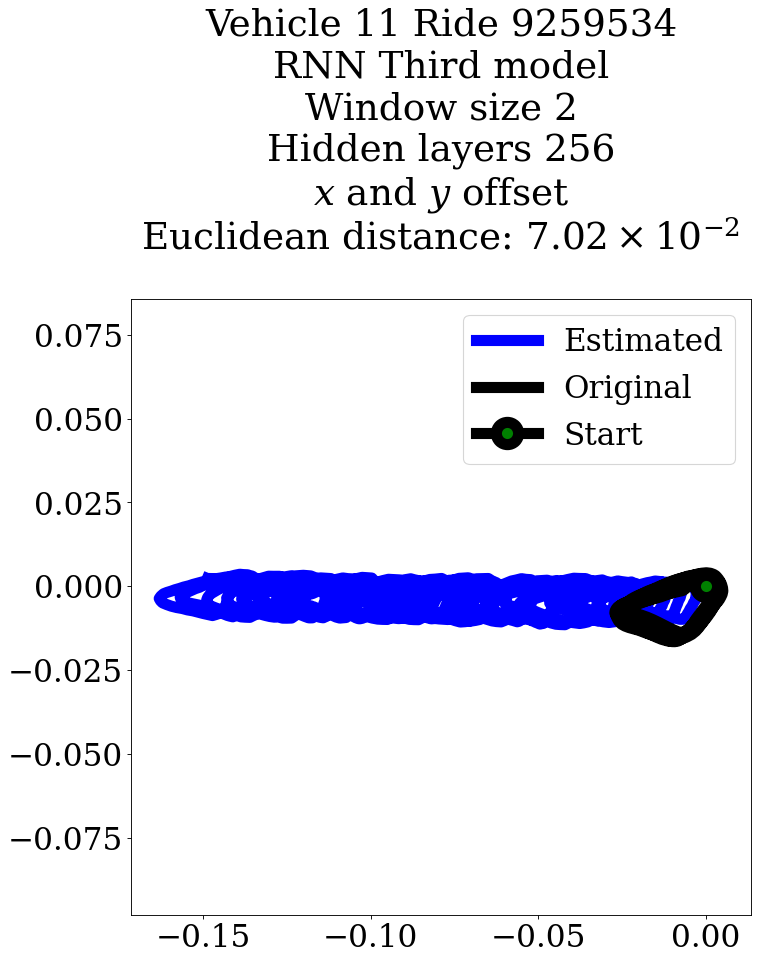 Vehicle 11 Ride 9259534
RNN Third model
Window size 2
Hidden layers 256
x and y offset
Euclidean distance: 7.02 × 10⁻²
Estimated
Original
Start
0.075
0.050
0.025
0.000
−0.025
−0.050
−0.075
−0.15 −0.10 −0.05 0.00